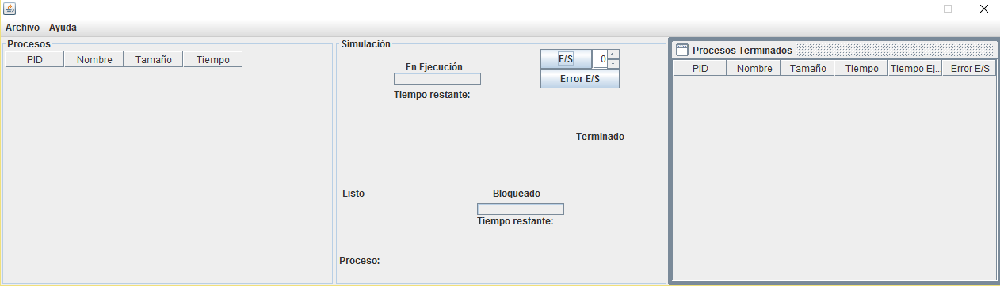 Archivo Ayuda
Procesos
PID Nombre Tamaño Tiempo
Simulación
En Ejecución
Tiempo restante:
E/S 0
Error E/S
Terminado
Listo
Bloqueado
Tiempo restante:
Proceso:
Procesos Terminados
PID Nombre Tamaño Tiempo Tiempo Ej... Error E/S